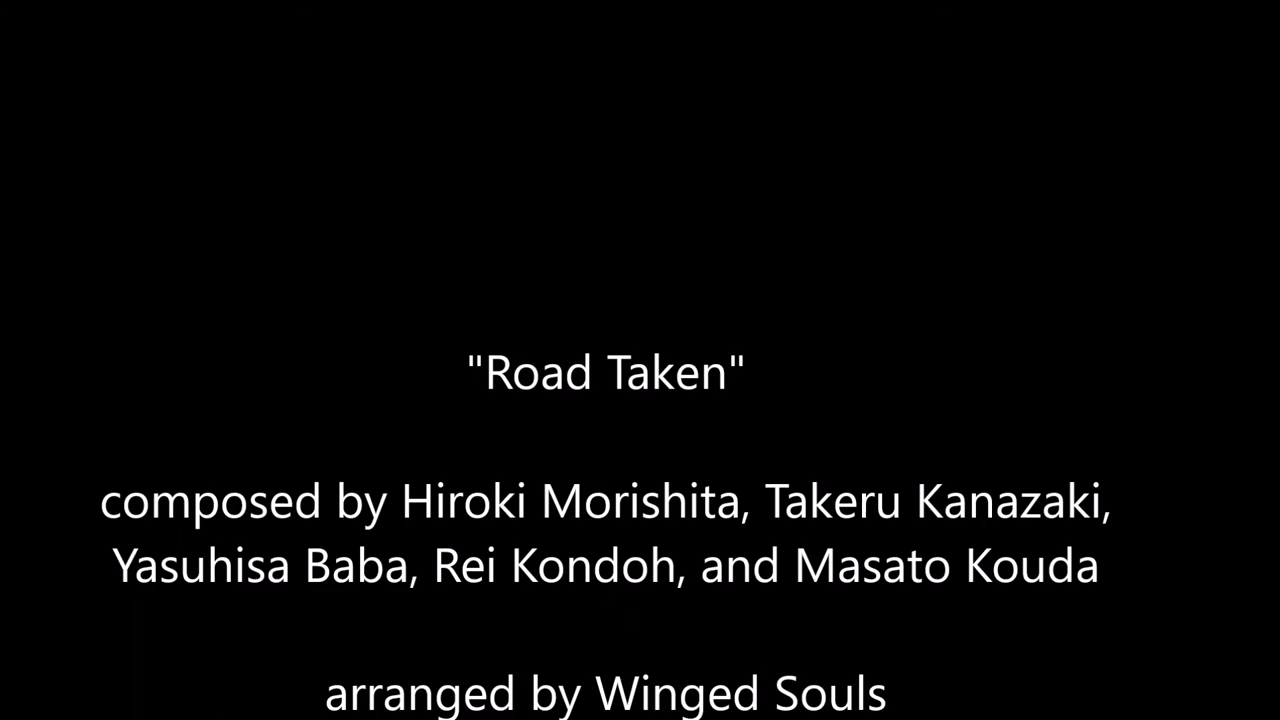 "Road Taken"
composed by Hiroki Morishita, Takeru Kanazaki,
Yasuhisa Baba, Rei Kondoh, and Masato Kouda
arranged by Winged Souls